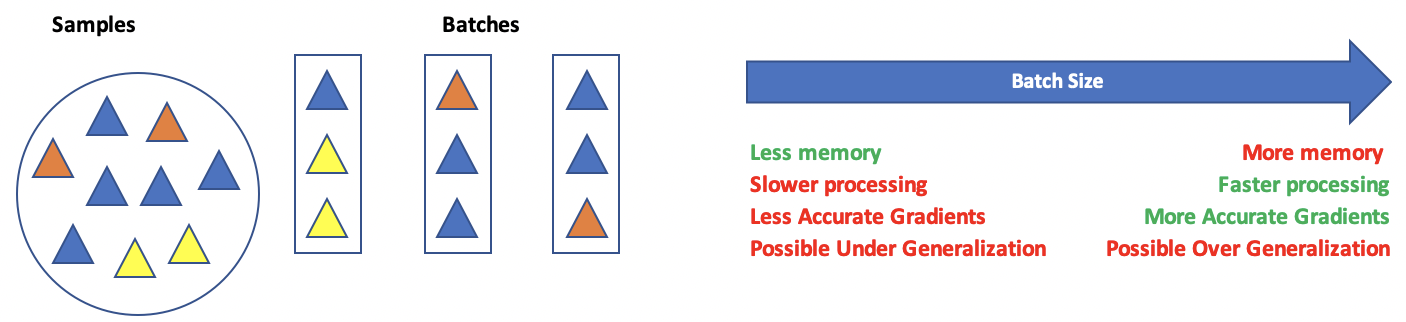 Samples
Batches
Batch Size
Less memory
Slower processing
Less Accurate Gradients
Possible Under Generalization
More memory
Faster processing
More Accurate Gradients
Possible Over Generalization